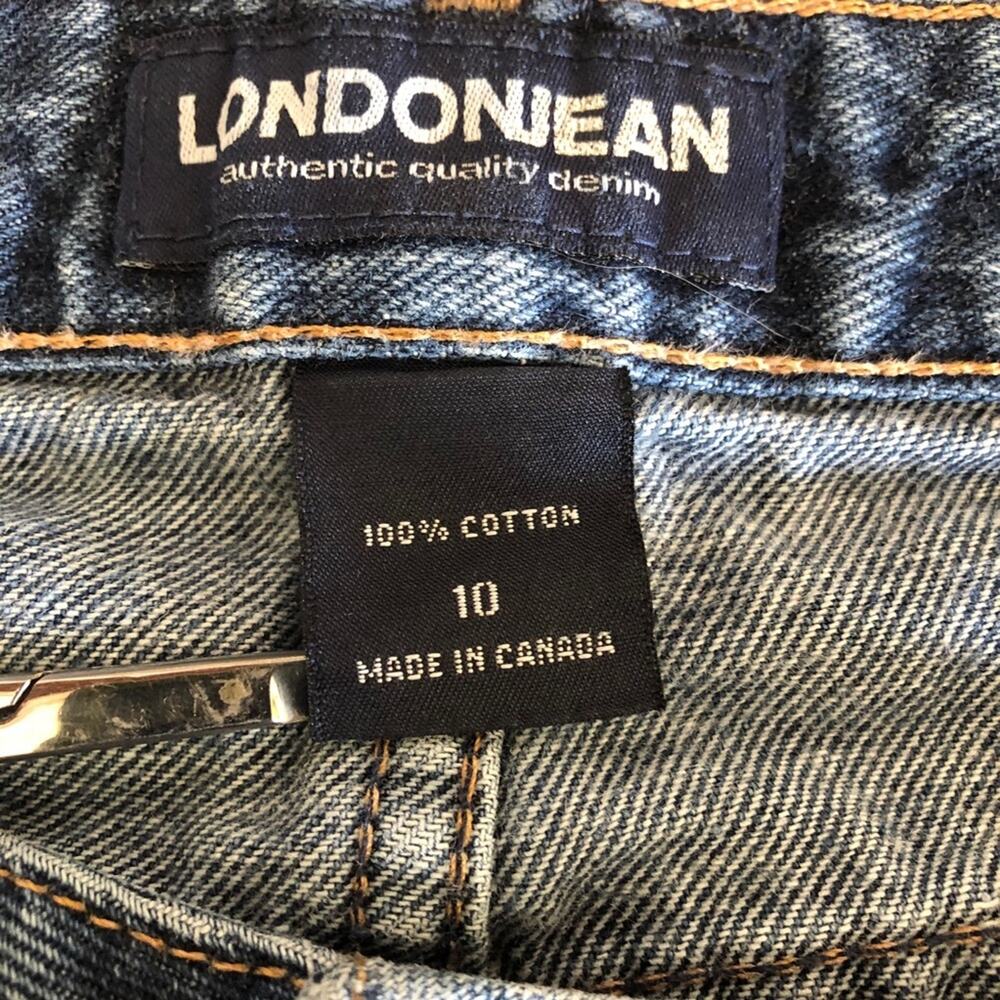 LONDONJEAN
authentic quality denim
100% COTTON
10
MADE IN CANADA